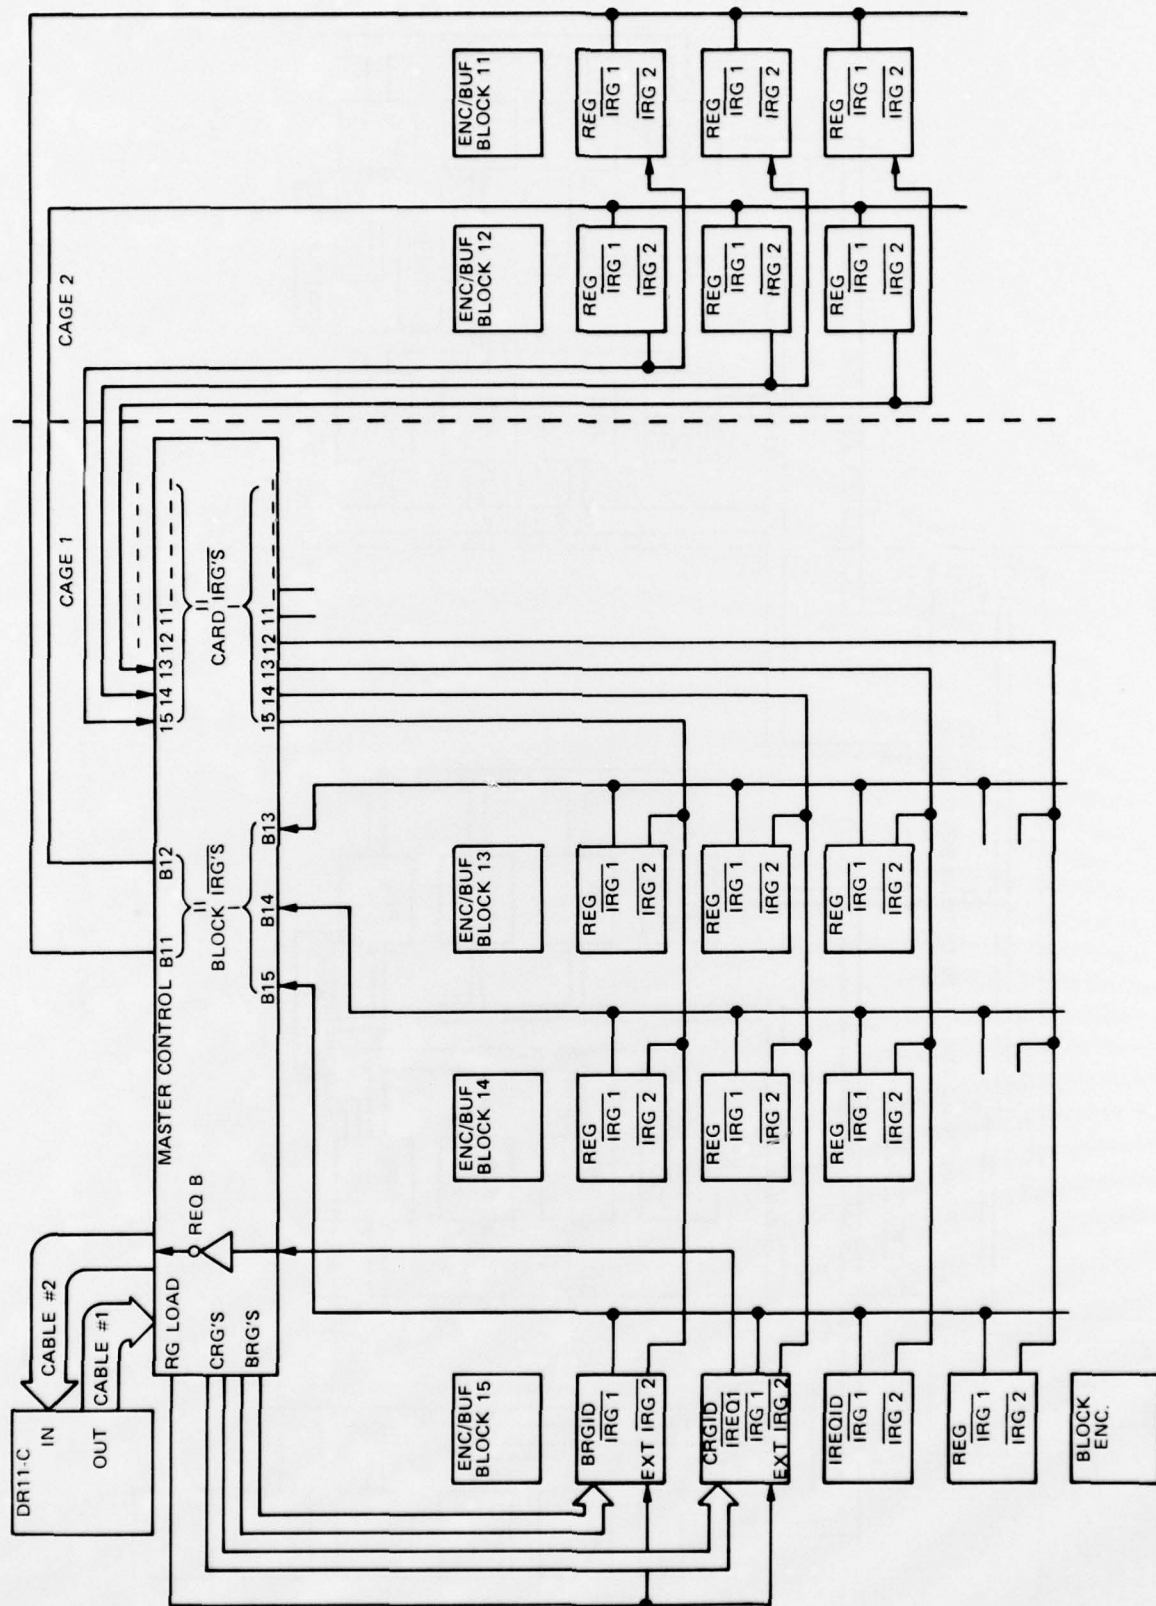 DR11-C
IN
OUT
CABLE #2
CABLE #1
MASTER CONTROL
RG LOAD
CRG'S
BRG'S
REQ B
B11
B12
II
BLOCK IRG'S
I
B15
B14
B13
15 14 13 12 11
II
CARD IRG'S
I
15 14 13 12 11
CAGE 1
CAGE 2
ENC/BUF
BLOCK 15
BRGID
IRG 1
EXT IRG 2
CRGID
IREQ1
IRG 1
EXT IRG 2
IREQID
IRG 1
IRG 2
REG
IRG 1
IRG 2
BLOCK
ENC.
ENC/BUF
BLOCK 14
REG
IRG 1
IRG 2
REG
IRG 1
IRG 2
REG
IRG 1
IRG 2
ENC/BUF
BLOCK 13
REG
IRG 1
IRG 2
REG
IRG 1
IRG 2
REG
IRG 1
IRG 2
ENC/BUF
BLOCK 12
REG
IRG 1
IRG 2
REG
IRG 1
IRG 2
REG
IRG 1
IRG 2
ENC/BUF
BLOCK 11
REG
IRG 1
IRG 2
REG
IRG 1
IRG 2
REG
IRG 1
IRG 2